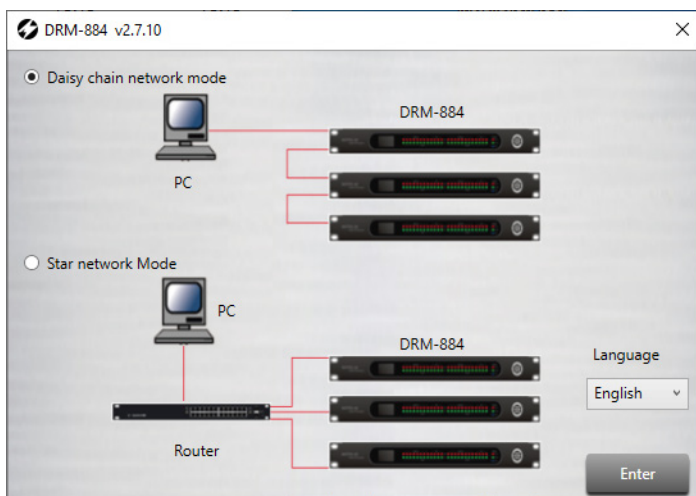 DRM-884 v2.7.10
Daisy chain network mode
DRM-884
PC
Star network Mode
PC
DRM-884
Language
English
Router
Enter